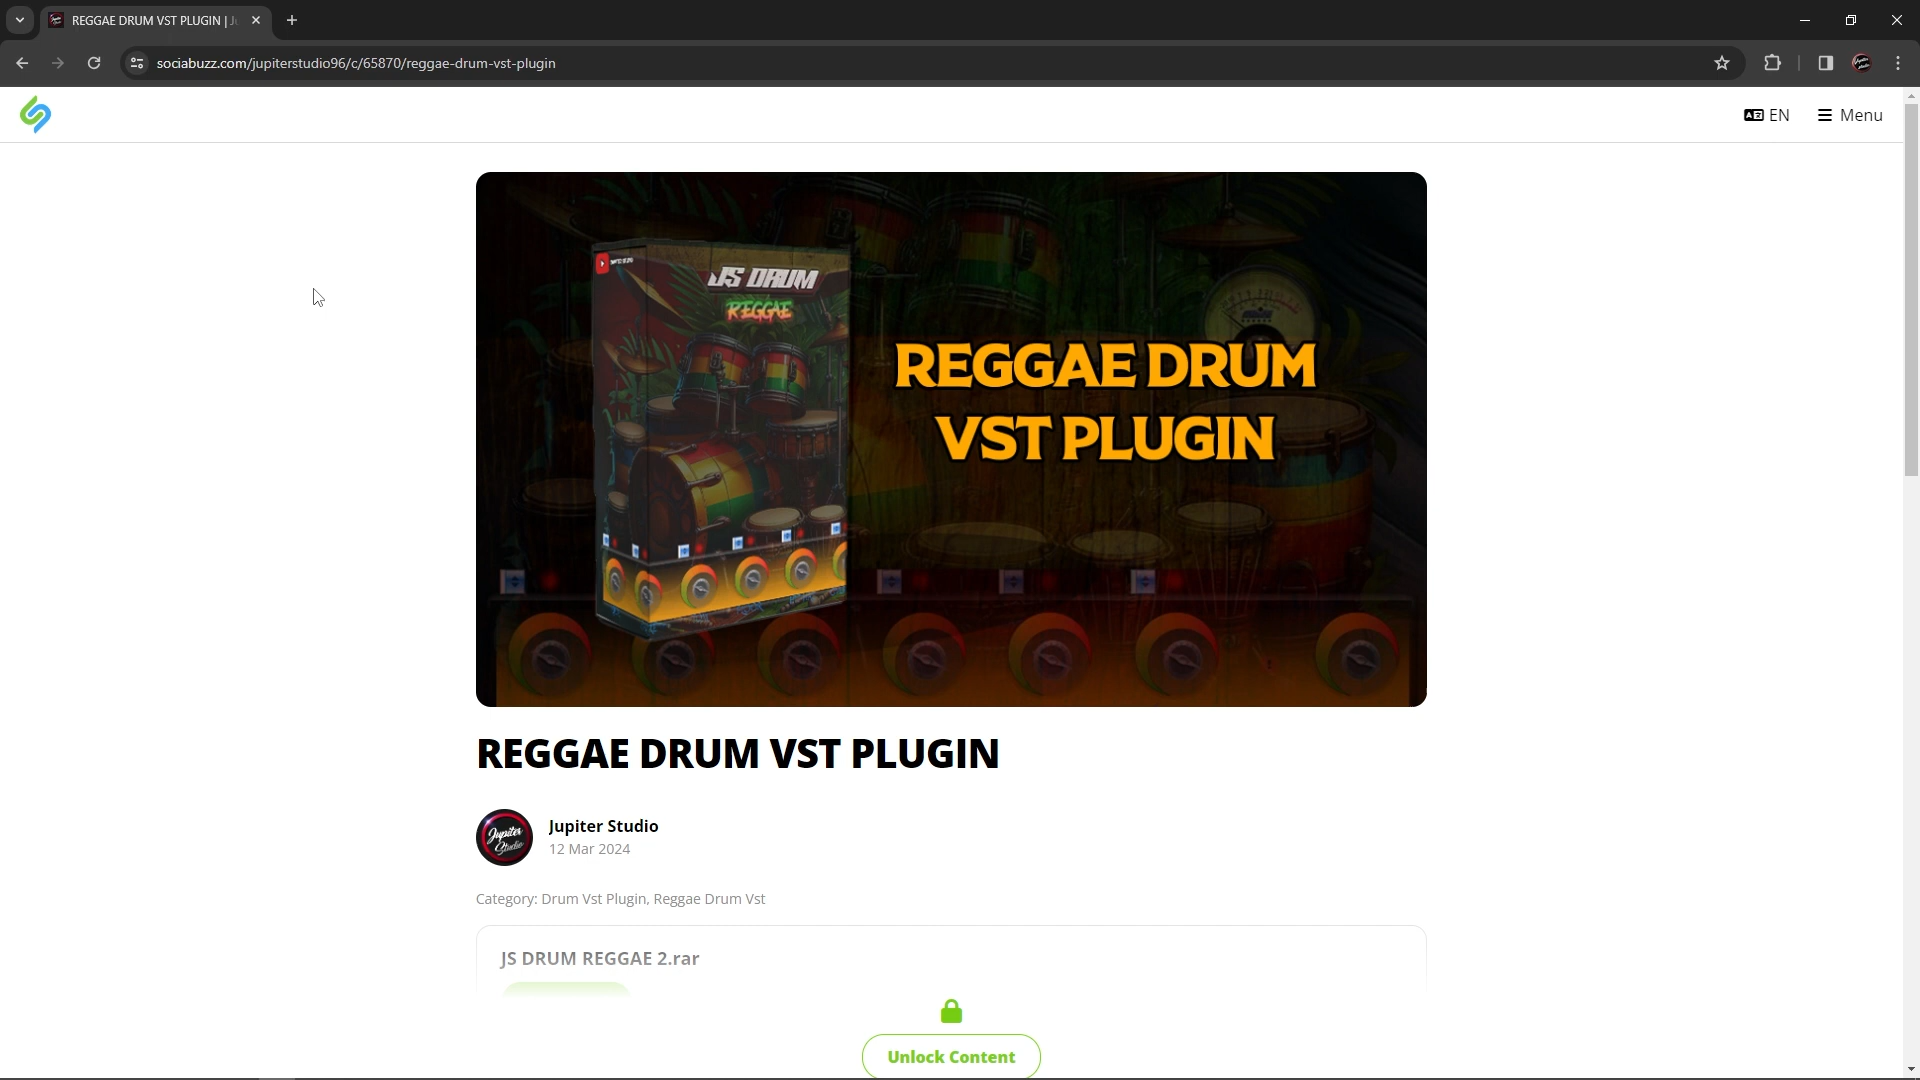 REGGAE DRUM VST PLUGIN | J
sociabuzz.com/jupiterstudio96/c/65870/reggae-drum-vst-plugin
EN
Menu
JS DRUM
REGGAE
REGGAE DRUM
VST PLUGIN
REGGAE DRUM VST PLUGIN
Jupiter Studio
Jupiter Studio
12 Mar 2024
Category: Drum Vst Plugin, Reggae Drum Vst
JS DRUM REGGAE 2.rar
Unlock Content